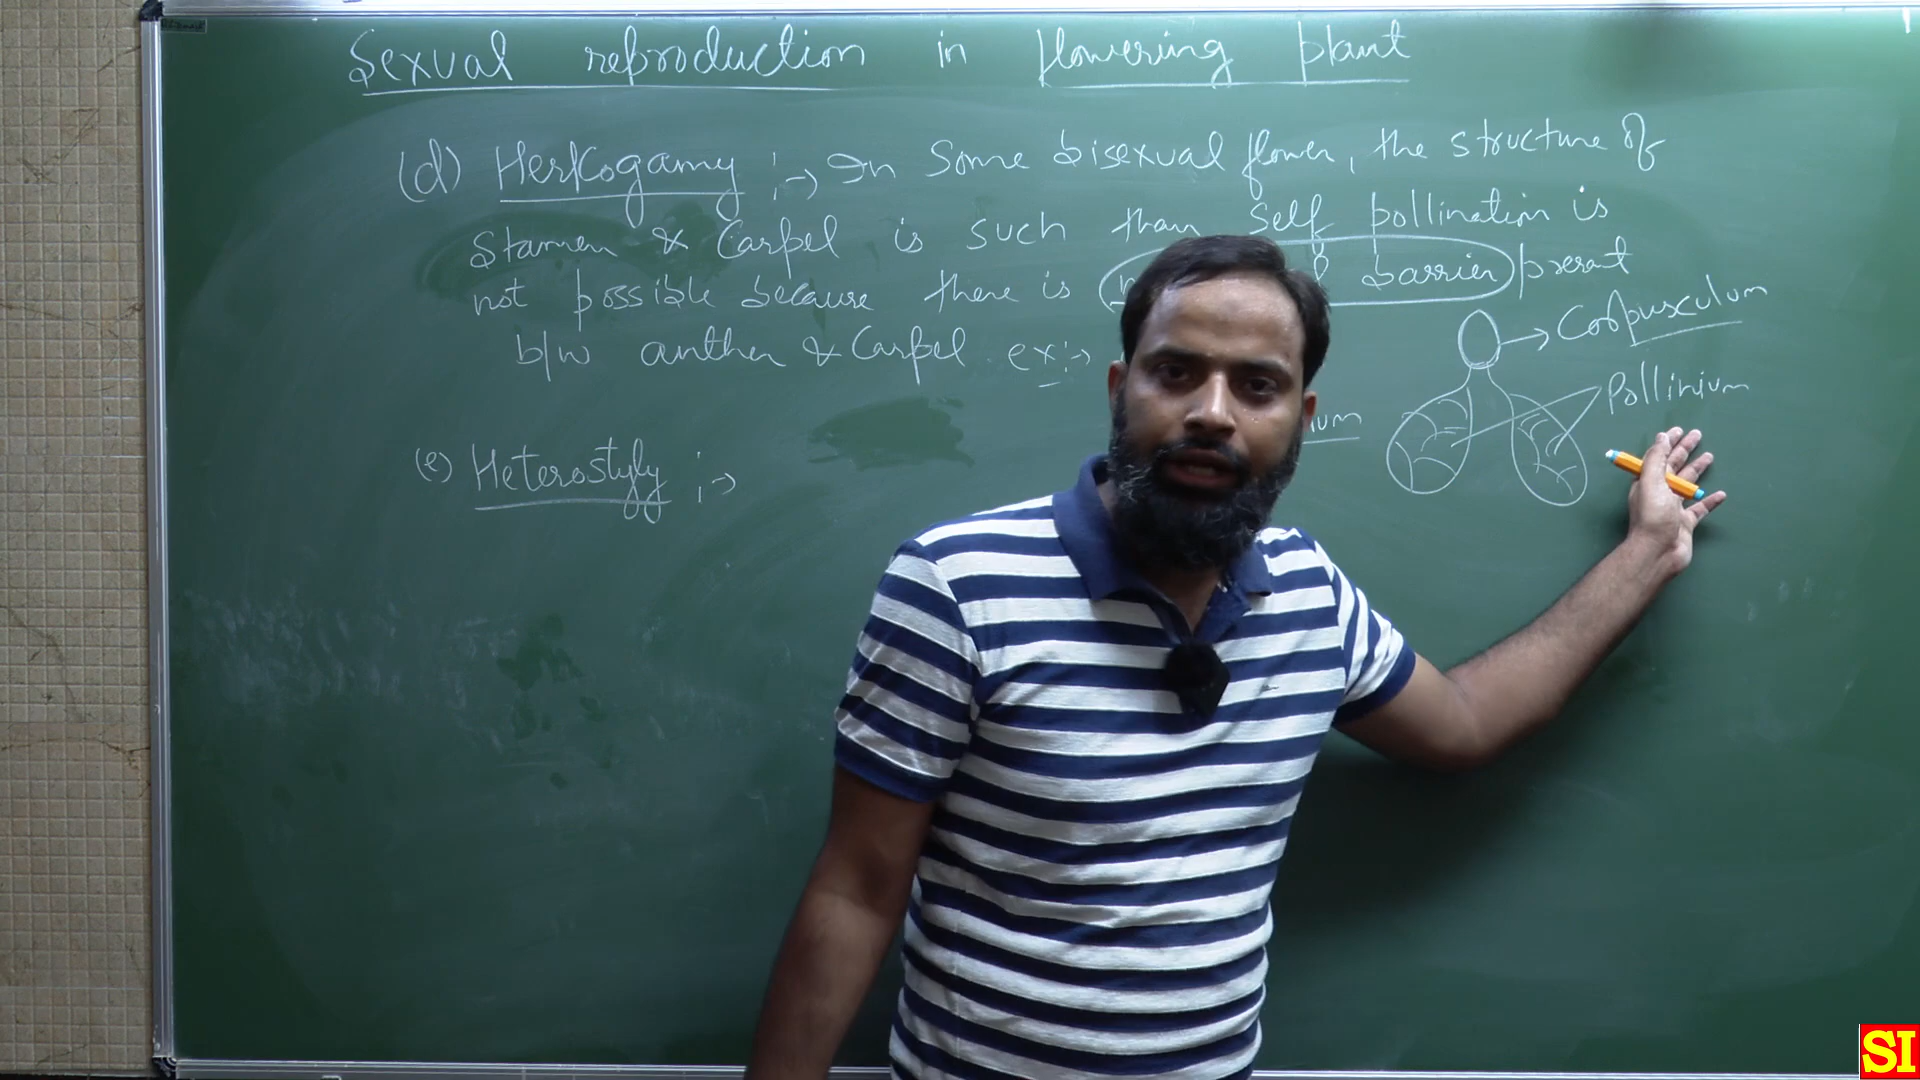 Sexual reproduction in flowering plant
(d) Herkogamy :→ In some bisexual flower, the structure of
Stamen & Carpel is such than self pollination is
not possible because there is barrier present
b/w anther & Carpel. ex:→
Corpusculum
Pollinium
(e) Heterostyly :→
SI